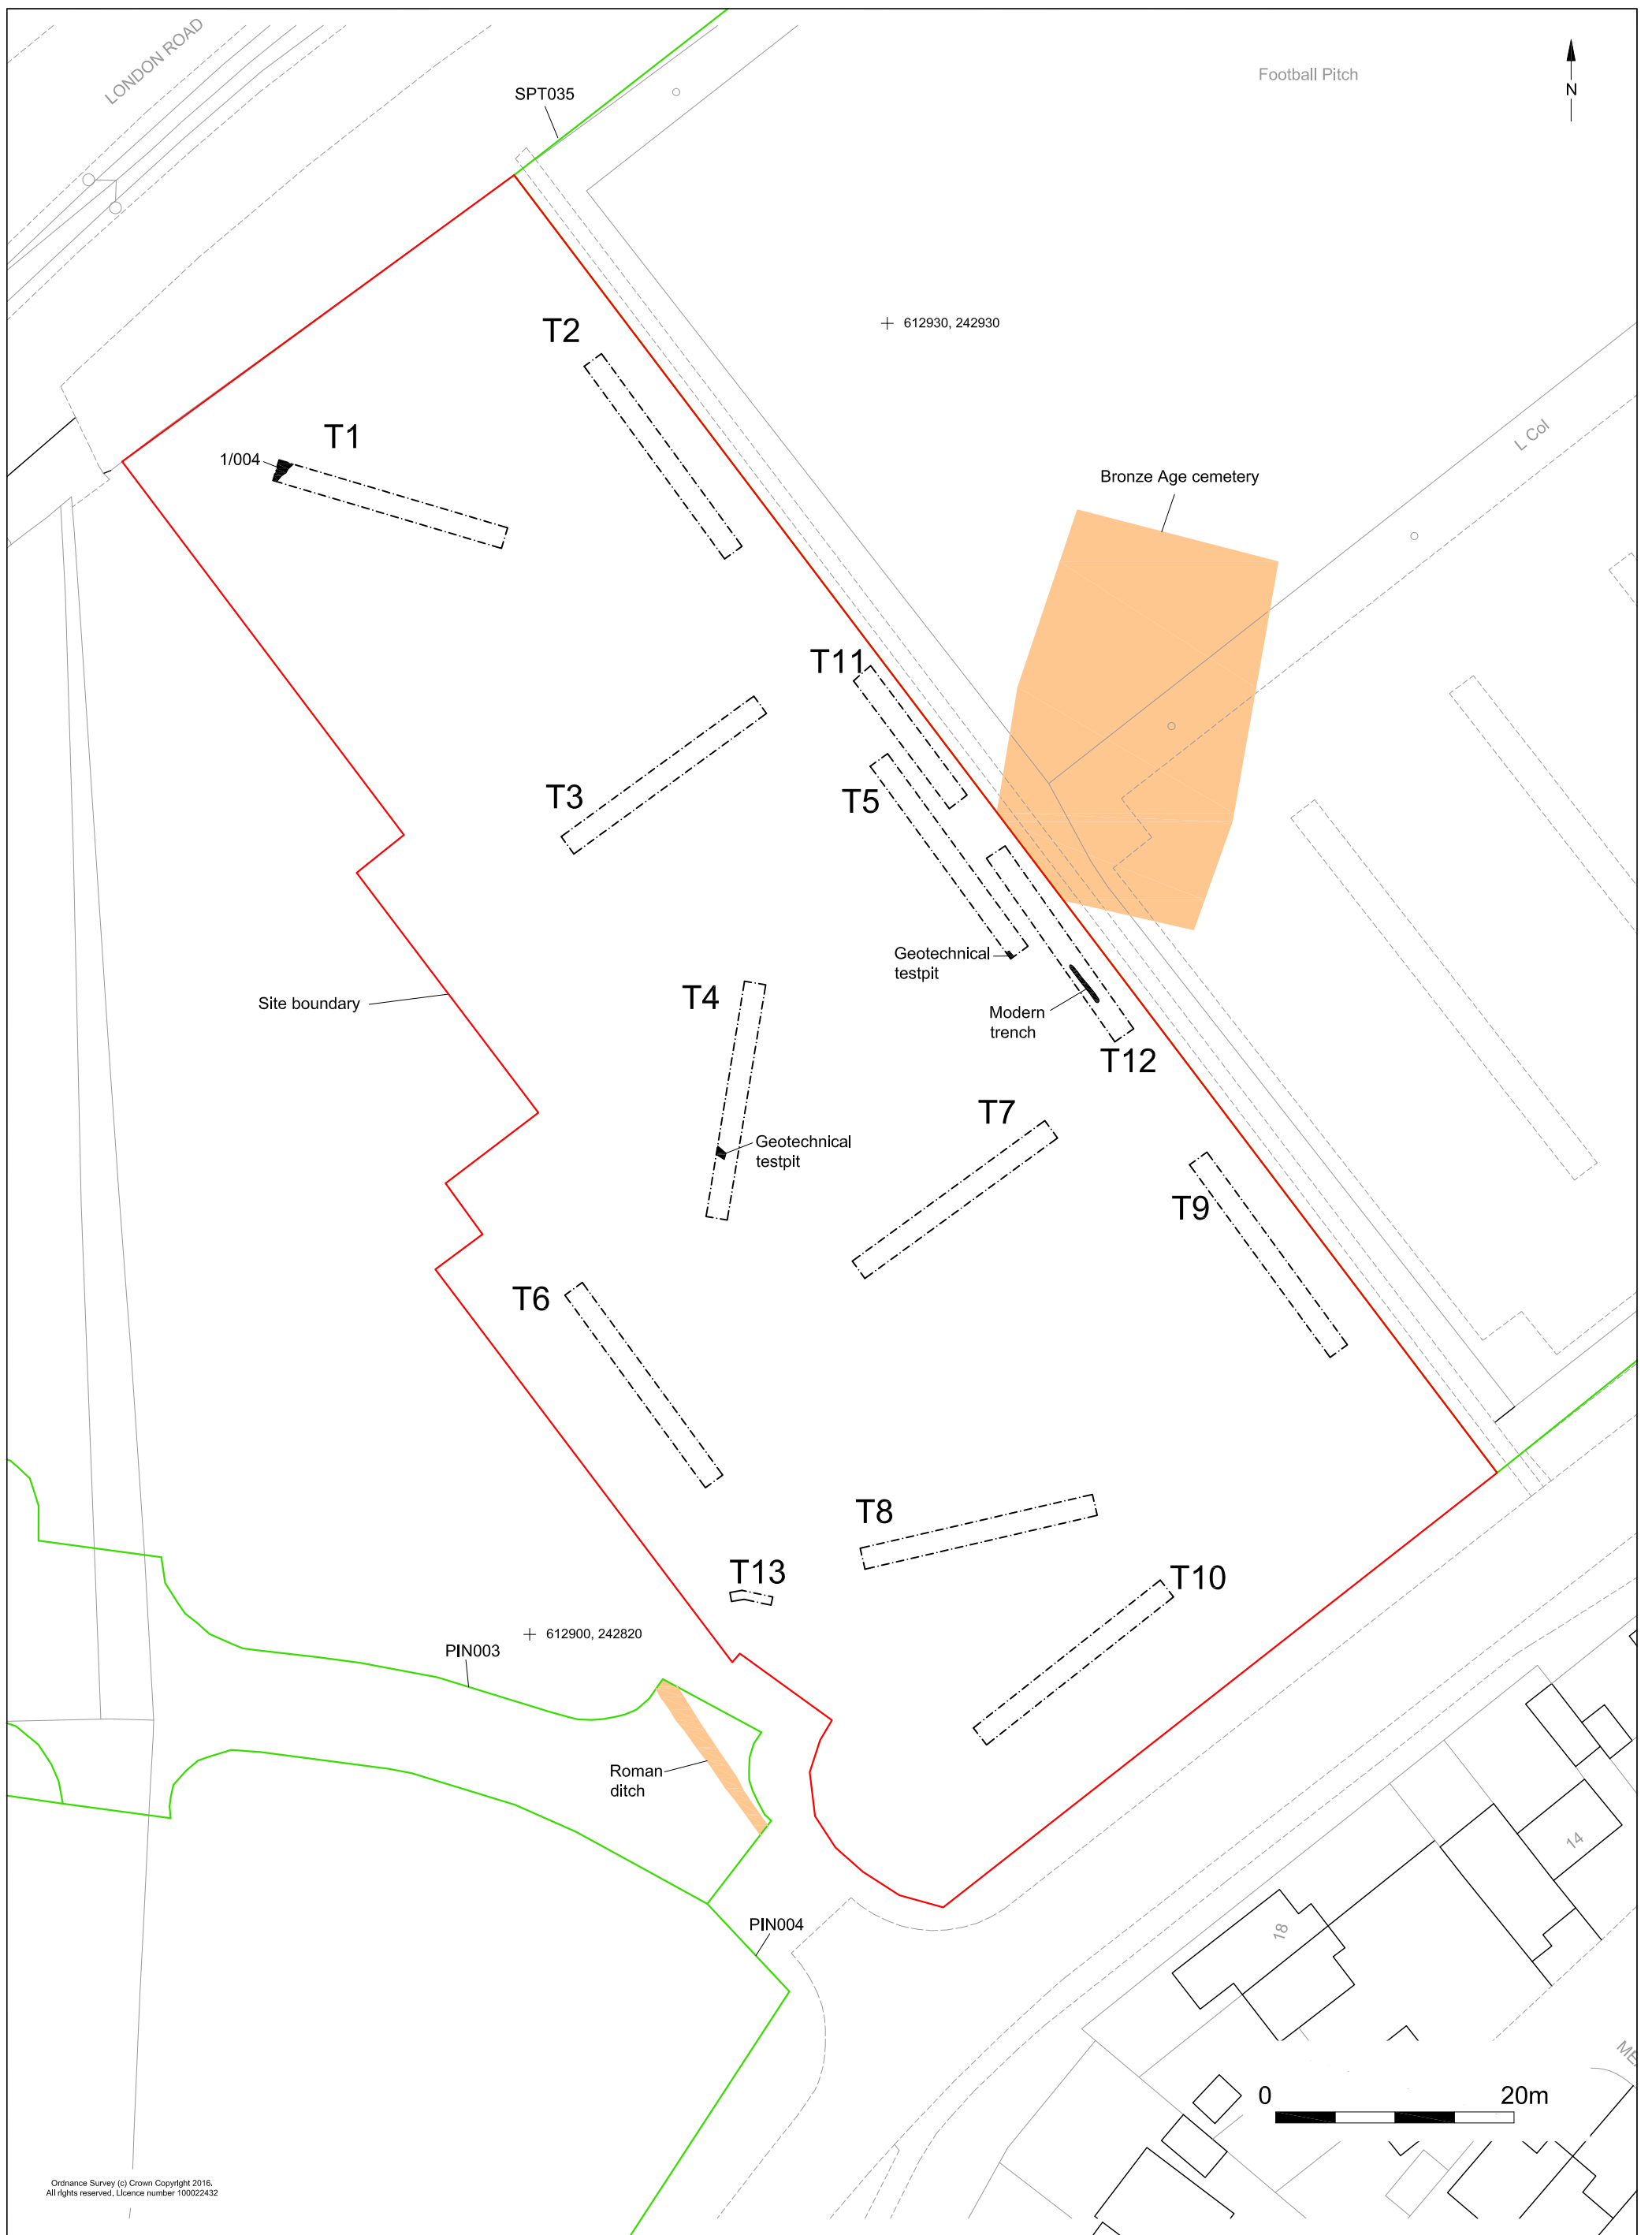 LONDON ROAD
SPT035
Football Pitch
N
T2
612930, 242930
T1
1/004
L Col
Bronze Age cemetery
T11
T3
T5
Geotechnical
testpit
Site boundary
T4
Modern
trench
T12
T7
Geotechnical
testpit
T9
T6
T8
T13
T10
612900, 242820
PIN003
Roman
ditch
14
PIN004
18
ME
0
20m
Ordnance Survey (c) Crown Copyright 2016.
All rights reserved, Licence number 100022432